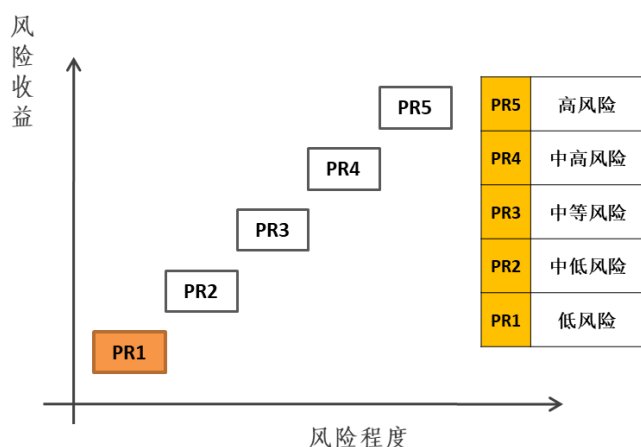 风险收益
PR5
PR4
PR3
PR2
PR1
风险程度
PR5 高风险
PR4 中高风险
PR3 中等风险
PR2 中低风险
PR1 低风险